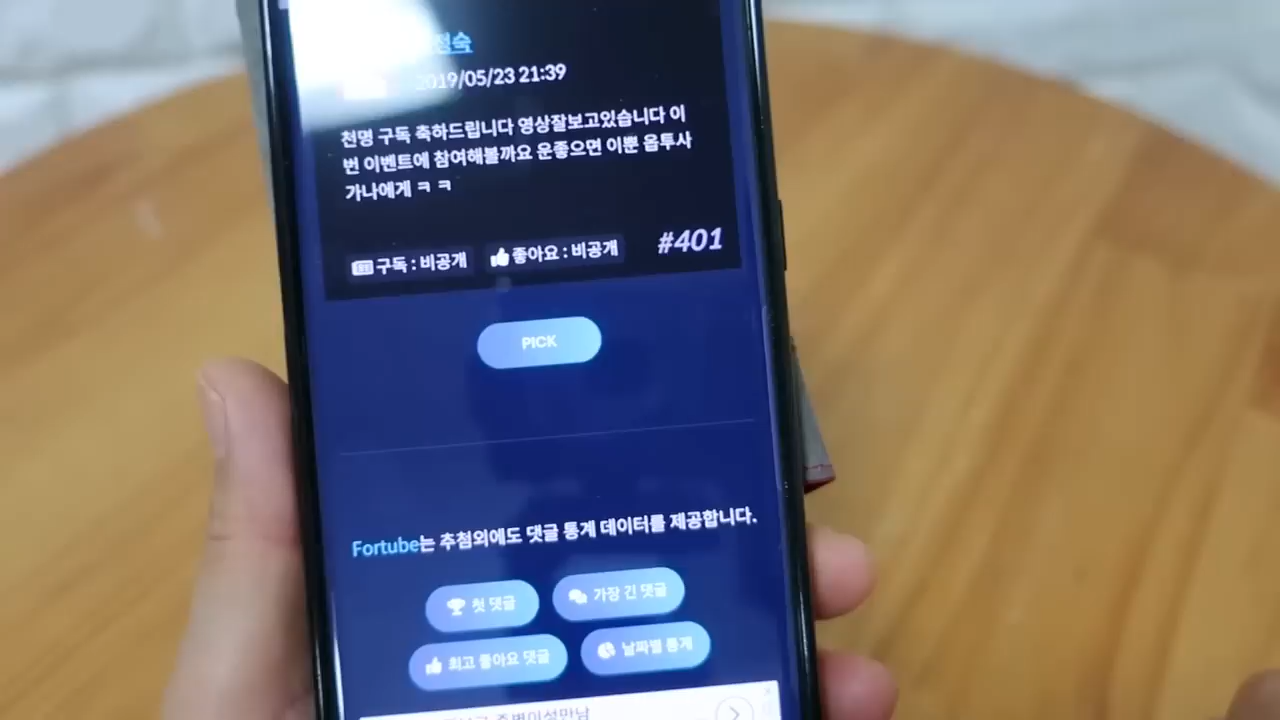 정숙
2019/05/23 21:39
천명 구독 축하드립니다 영상잘보고있습니다 이
번 이벤트에 참여해볼까요 운좋으면 이뿐 옵투사
가나에게 ㅋ ㅋ
구독 : 비공개 좋아요 : 비공개 #401
PICK
Fortube는 추첨외에도 댓글 통계 데이터를 제공합니다.
첫 댓글 가장 긴 댓글
최고 좋아요 댓글 날짜별 통계